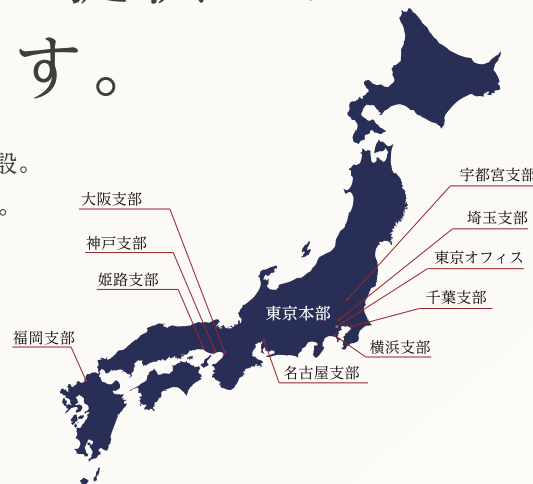 す。
設。
。
宇都宮支部
大阪支部
埼玉支部
神戸支部
東京オフィス
姫路支部
千葉支部
東京本部
福岡支部
横浜支部
名古屋支部